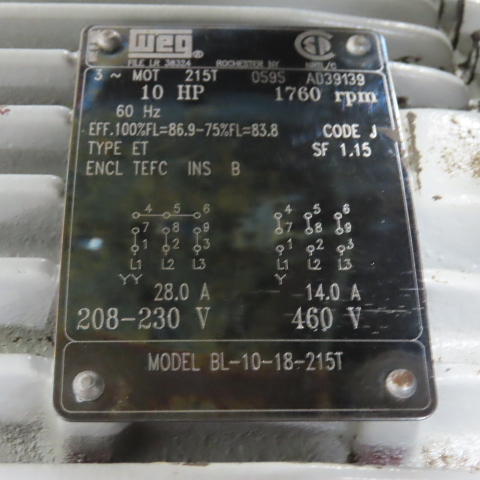 WEG®
FILE LR 38324 ROCHESTER NY NRTL/C
3 ~ MOT 215T 0595 AD39139
10 HP 1760 rpm
60 Hz
EFF.100%FL=86.9-75%FL=83.8 CODE J
TYPE ET SF 1.15
ENCL TEFC INS B
4 5 6 4 5 6
7 8 9 7 8 9
1 2 3 1 2 3
L1 L2 L3 L1 L2 L3
YY Y
28.0 A 14.0 A
208-230 V 460 V
MODEL BL-10-18-215T